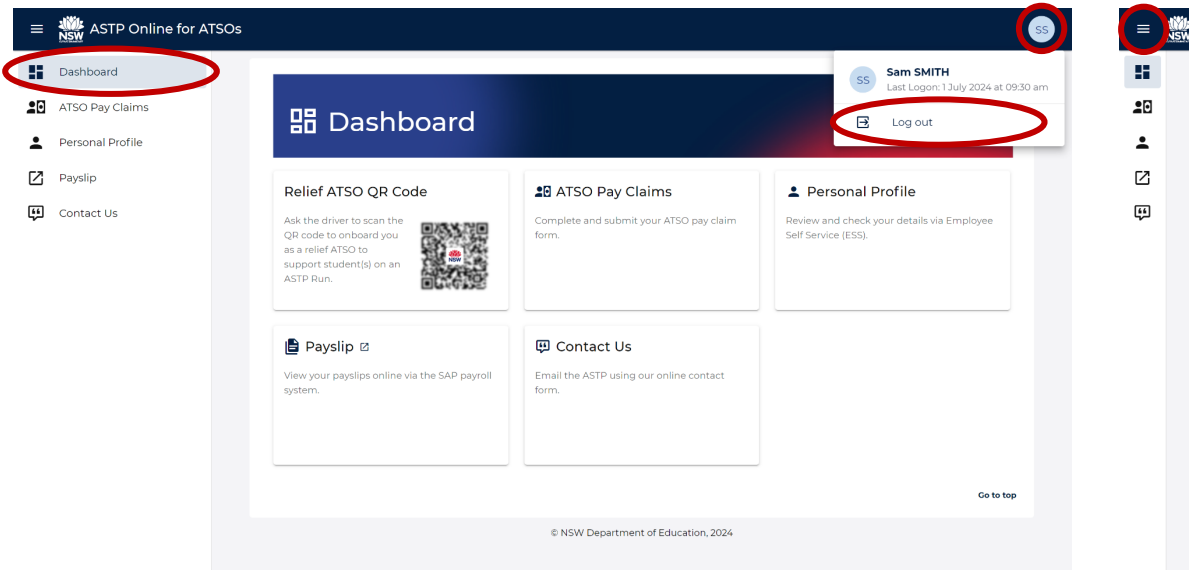 NSW
ASTP Online for ATSOs
SS
Dashboard
ATSO Pay Claims
Personal Profile
Payslip
Contact Us
SS
Sam SMITH
Last Logon: 1 July 2024 at 09:30 am
Log out
Dashboard
Relief ATSO QR Code
Ask the driver to scan the
QR code to onboard you
as a relief ATSO to
support student(s) on an
ASTP Run.
NSW
ATSO Pay Claims
Complete and submit your ATSO pay claim
form.
Personal Profile
Review and check your details via Employee
Self Service (ESS).
Payslip
View your payslips online via the SAP payroll
system.
Contact Us
Email the ASTP using our online contact
form.
Go to top
© NSW Department of Education, 2024
NSW